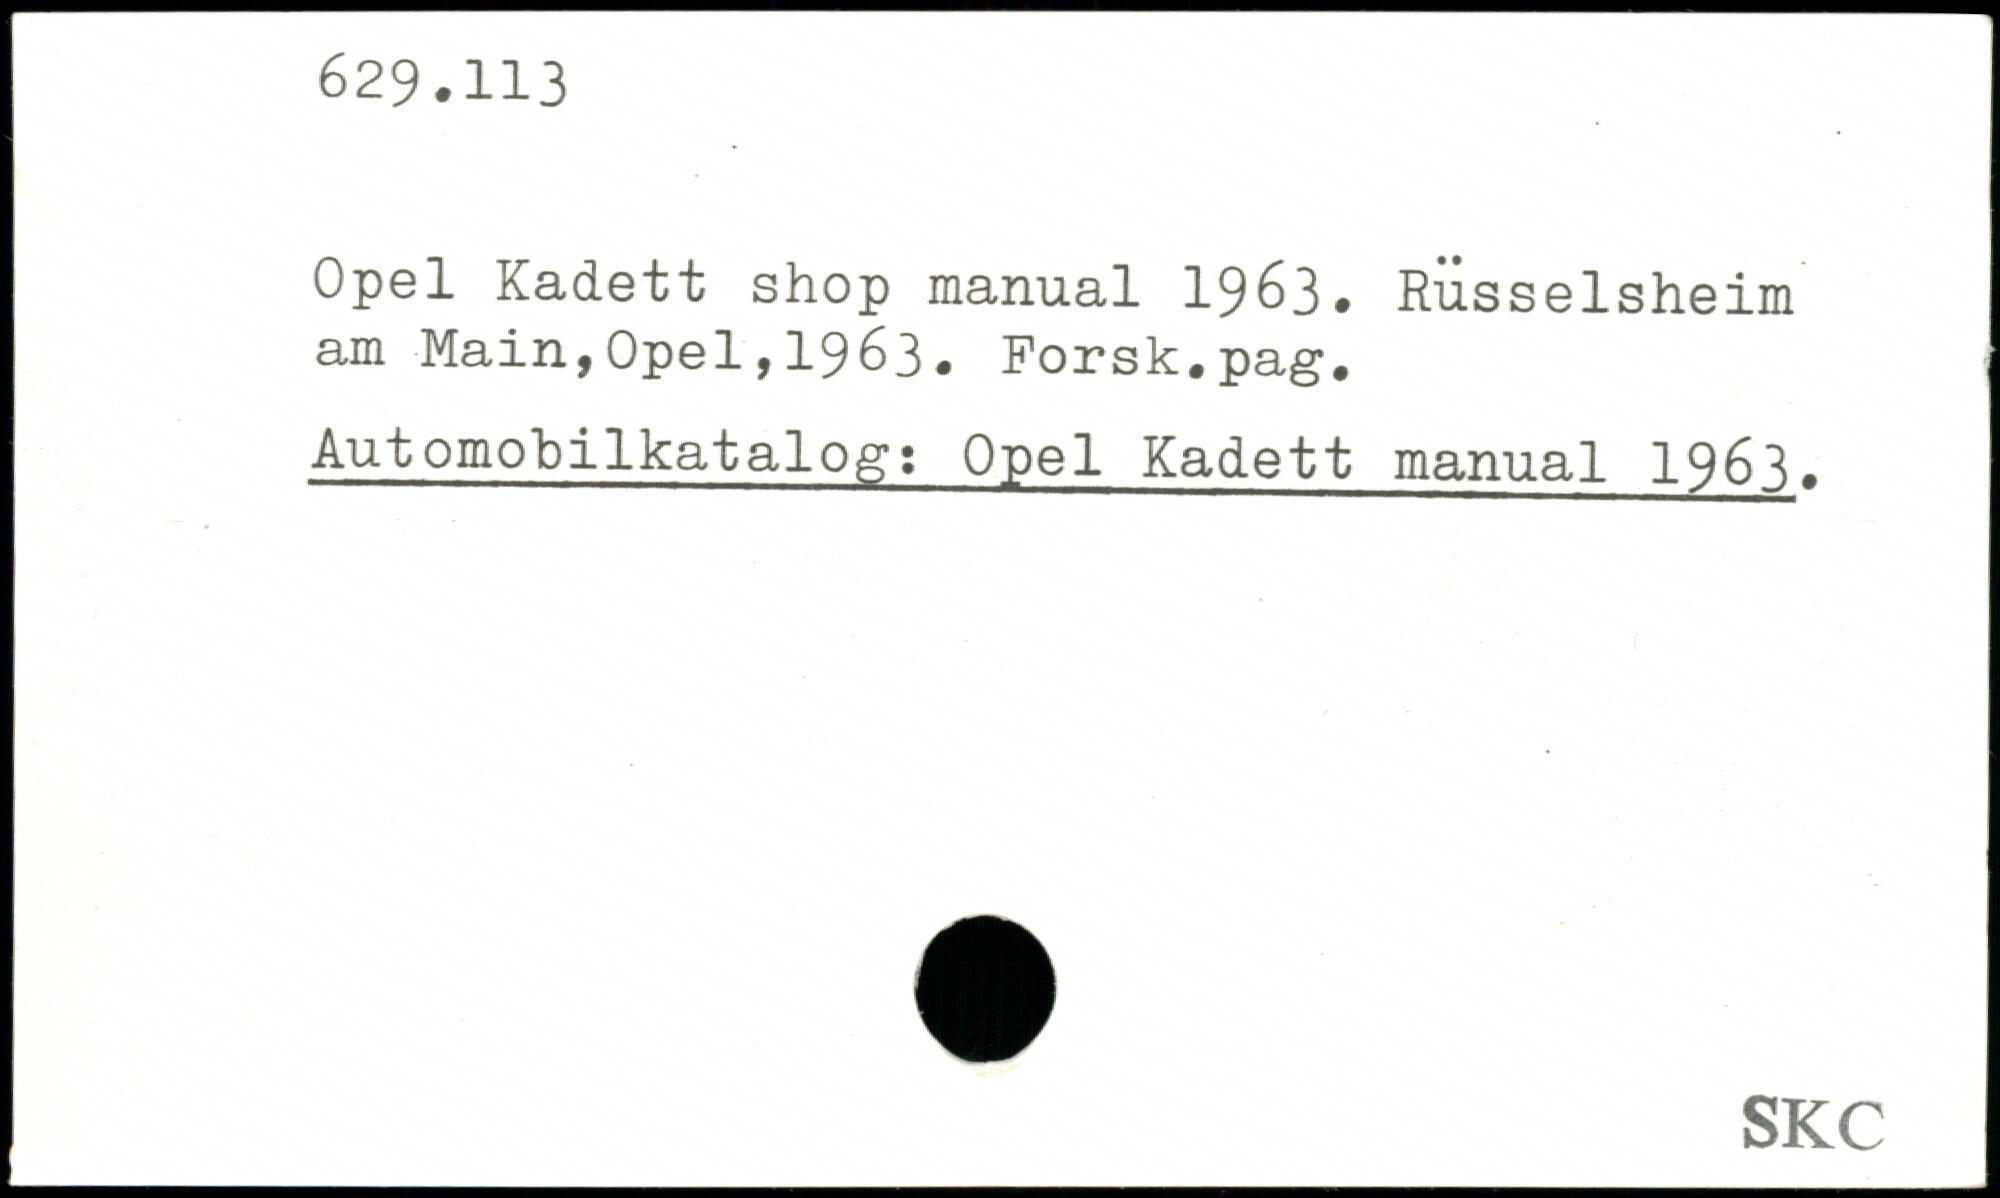 629.113
Opel Kadett shop manual 1963. Rüsselsheim
am Main,Opel,1963. Forsk.pag.
Automobilkatalog: Opel Kadett manual 1963.
SKC